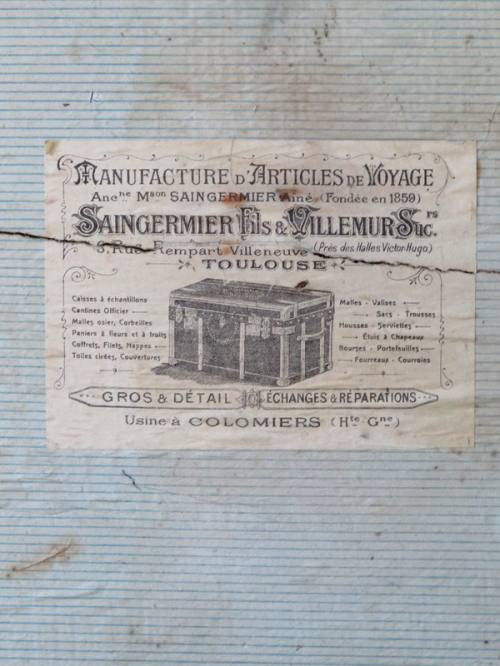 MANUFACTURE D'ARTICLES DE VOYAGE
Ancne Maon SAINGERMIER Aîné (Fondée en 1859)
SAINGERMIER Fils & VILLEMUR Sucrs
8, Rue Rempart Villeneuve (Près des Halles Victor-Hugo)
TOULOUSE
Caisses à échantillons
Cantines Officier
Malles osier, Corbeilles
Paniers à fleurs et à fruits
Coffrets, Filets, Nappes
Toiles cirées, Couvertures
Malles - Valises
Sacs - Trousses
Housses - Serviettes
Étuis à Chapeaux
Bourses - Portefeuilles
Fourreaux - Courroies
GROS & DÉTAIL ÉCHANGES & RÉPARATIONS
Usine à COLOMIERS (Hte Gne)